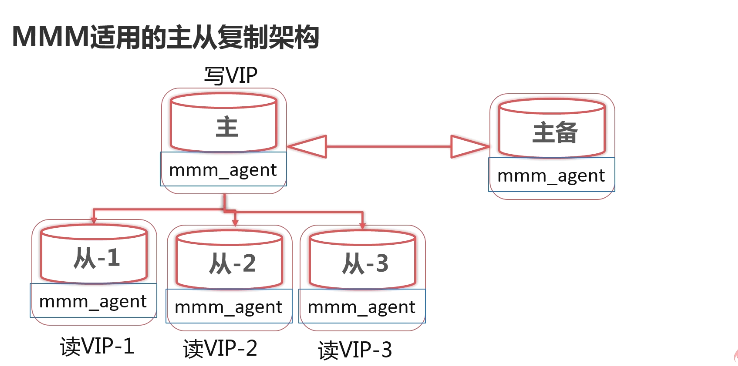 MMM适用的主从复制架构
写VIP
主
主备
mmm_agent
mmm_agent
从-1
从-2
从-3
mmm_agent
mmm_agent
mmm_agent
读VIP-1
读VIP-2
读VIP-3